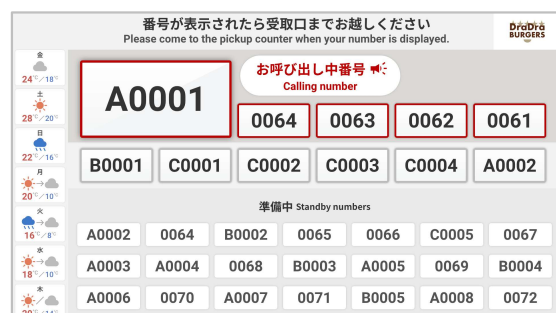 番号が表示されたら受取口までお越しください
Please come to the pickup counter when your number is displayed.
DraDra
BURGERS
金
24℃/18℃
土
28℃/20℃
日
22℃/16℃
月
20℃/10℃
火
16℃/8℃
水
18℃/10℃
木
A0001
お呼び出し中番号
Calling number
0064 0063 0062 0061
B0001 C0001 C0002 C0003 C0004 A0002
準備中 Standby numbers
A0002 0064 B0002 0065 0066 C0005 0067
A0003 A0004 0068 B0003 A0005 0069 B0004
A0006 0070 A0007 0071 B0005 A0008 0072